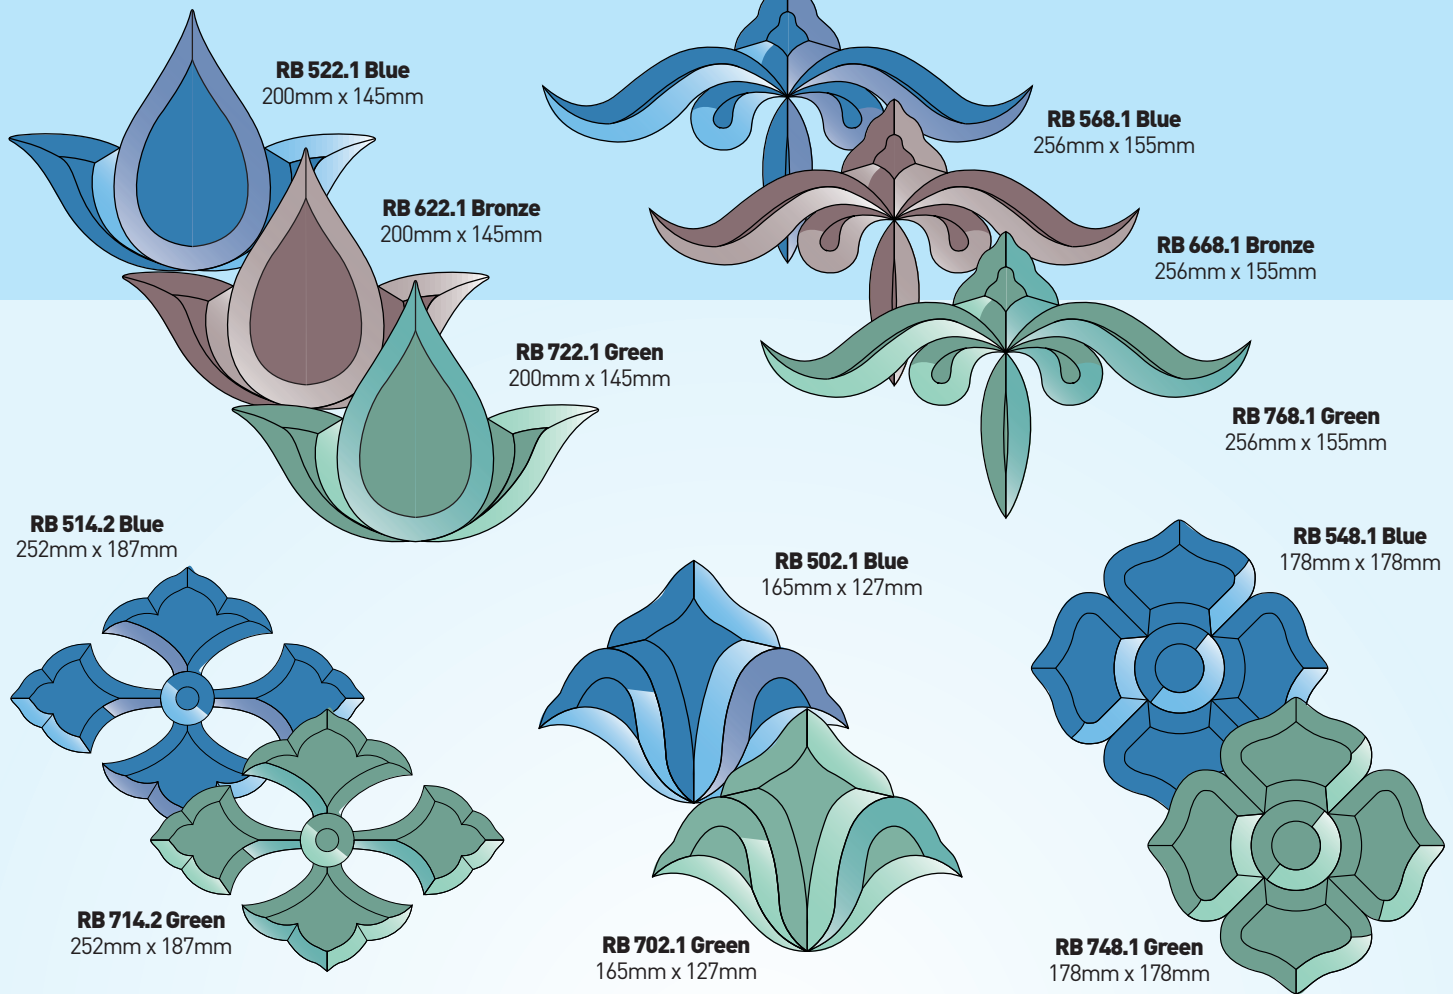 RB 522.1 Blue
200mm x 145mm
RB 568.1 Blue
256mm x 155mm
RB 622.1 Bronze
200mm x 145mm
RB 668.1 Bronze
256mm x 155mm
RB 722.1 Green
200mm x 145mm
RB 768.1 Green
256mm x 155mm
RB 514.2 Blue
252mm x 187mm
RB 502.1 Blue
165mm x 127mm
RB 548.1 Blue
178mm x 178mm
RB 714.2 Green
252mm x 187mm
RB 702.1 Green
165mm x 127mm
RB 748.1 Green
178mm x 178mm